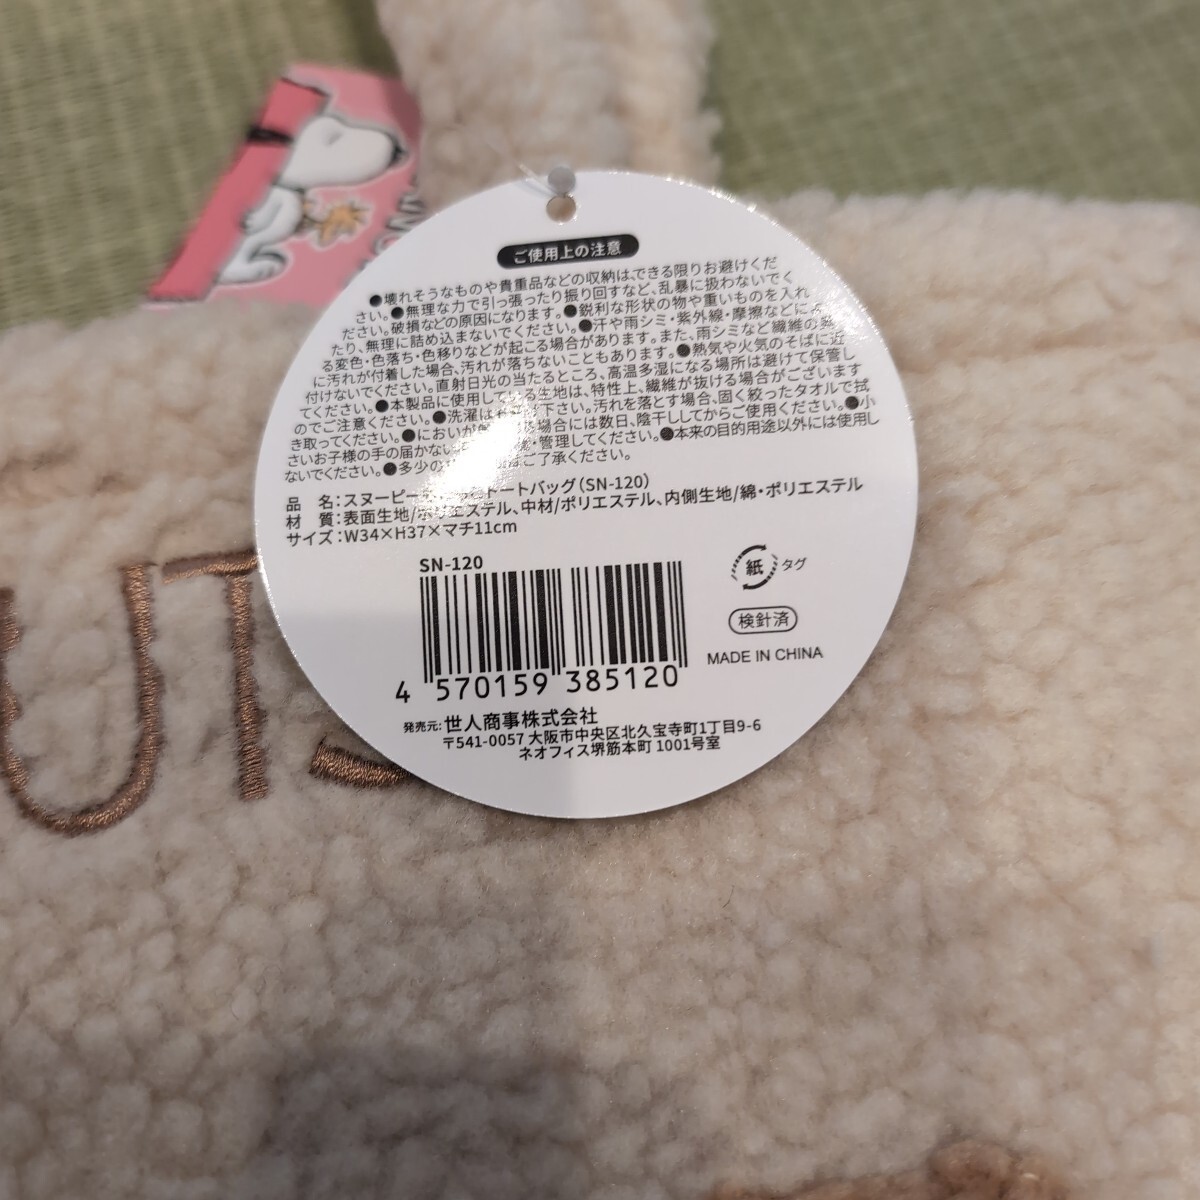 ご使用上の注意
●壊れそうなものや貴重品などの収納は、できる限りお避けくだ
さい。●無理な力で引っ張ったり振り回すなど、乱暴に扱わないでく
ださい。破損などの原因になります。●鋭利な形状の物や重いものを入れ
たり、無理に詰め込まないでください。●汗や雨シミ・紫外線・摩擦などによ
る変色・色落ち・色移りなどが起こる場合があります。また、雨シミなど繊維の奥
に汚れが付着した場合、汚れが落ちないこともあります。●熱気や火気のそばに近
付けないでください。直射日光の当たるところ、高温多湿になる場所は避けて保管し
てください。●本製品に使用している生地は、特性上、繊維が抜ける場合がございます
のでご注意ください。●洗濯は 下さい。汚れを落とす場合、固く絞ったタオルで拭
き取ってください。●においが 場合には数日、陰干ししてからご使用ください。●小
さいお子様の手の届かない ・管理してください。●本来の目的用途以外には使用し
ないでください。●多少の はご了承ください。
品 名:スヌーピー トートバッグ(SN-120)
材 質:表面生地/ポリエステル、中材/ポリエステル、内側生地/綿・ポリエステル
サイズ:W34×H37×マチ11cm
SN-120
紙 タグ
検針済
MADE IN CHINA
4 570159 385120
発売元:世人商事株式会社
〒541-0057 大阪市中央区北久宝寺町1丁目9-6
ネオフィス堺筋本町 1001号室
UTS